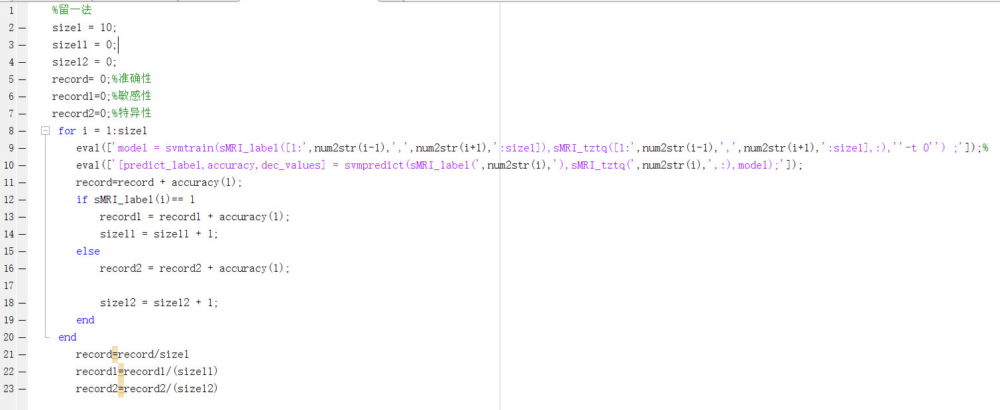 1 %留一法
2 — size1 = 10;
3 — size11 = 0;
4 — size12 = 0;
5 — record= 0;%准确性
6 — record1=0;%敏感性
7 — record2=0;%特异性
8 — for i = 1:size1
9 — eval(['model = svmtrain(sMRI_label([1:',num2str(i-1),',',num2str(i+1),':size1]),sMRI_tztq([1:',num2str(i-1),',',num2str(i+1),':size1],:),''-t 0'') ;']);%
10 — eval(['[predict_label,accuracy,dec_values] = svmpredict(sMRI_label(',num2str(i),'),sMRI_tztq(',num2str(i),',:),model);']);
11 — record=record + accuracy(1);
12 — if sMRI_label(i)== 1
13 — record1 = record1 + accuracy(1);
14 — size11 = size11 + 1;
15 — else
16 — record2 = record2 + accuracy(1);
17
18 — size12 = size12 + 1;
19 — end
20 — end
21 — record=record/size1
22 — record1=record1/(size11)
23 — record2=record2/(size12)